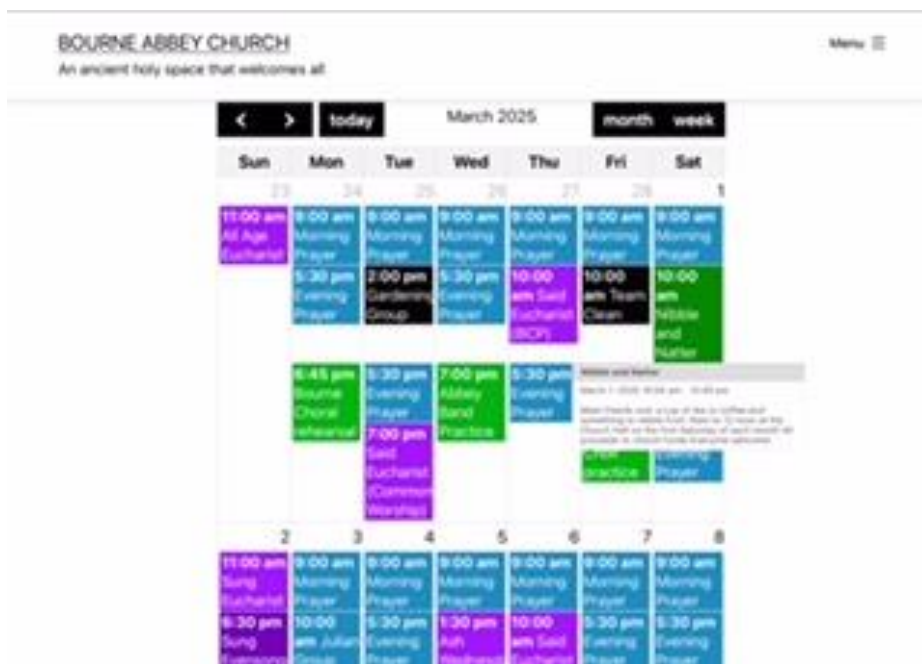 BOURNE ABBEY CHURCH
Menu ☰
An ancient holy space that welcomes all
< > today March 2025 month week
Sun Mon Tue Wed Thu Fri Sat
23 24 25 26 27 28 1
11:00 am 9:00 am 9:00 am 9:00 am 9:00 am 9:00 am 9:00 am
All Age Morning Morning Morning Morning Morning Morning
Eucharist Prayer Prayer Prayer Prayer Prayer Prayer
5:30 pm 2:00 pm 5:30 pm 10:00 10:00 10:00
Evening Gardening Evening am Said am Team am
Prayer Group Prayer Eucharist Clean Nibble
(BCP) and
Natter
6:45 pm 5:30 pm 7:00 pm 5:30 pm Nibble and Natter
Bourne Evening Abbey Evening March 1, 2025
Choral Prayer Band Prayer
rehearsal 7:00 pm Practice
Said Choir Evening
Eucharist practice Prayer
(Common
Worship)
2 3 4 5 6 7 8
11:00 am 9:00 am 9:00 am 9:00 am 9:00 am 9:00 am 9:00 am
Sung Morning Morning Morning Morning Morning Morning
Eucharist Prayer Prayer Prayer Prayer Prayer Prayer
6:30 pm 10:00 5:30 pm 1:30 pm 10:00 5:30 pm 5:30 pm
Sung am Julian Evening Ash am Said Evening Evening
Evensong Group Prayer Wednesd Eucharist Prayer Prayer